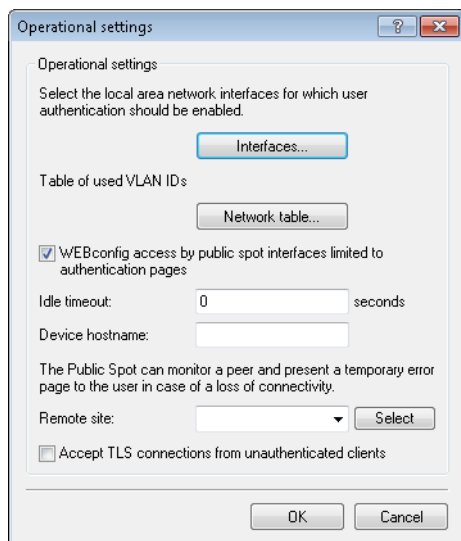 Operational settings
Operational settings
Select the local area network interfaces for which user
authentication should be enabled.
Interfaces...
Table of used VLAN IDs
Network table...
WEBconfig access by public spot interfaces limited to
authentication pages
Idle timeout: 0 seconds
Device hostname:
The Public Spot can monitor a peer and present a temporary error
page to the user in case of a loss of connectivity.
Remote site: Select
Accept TLS connections from unauthenticated clients
OK Cancel